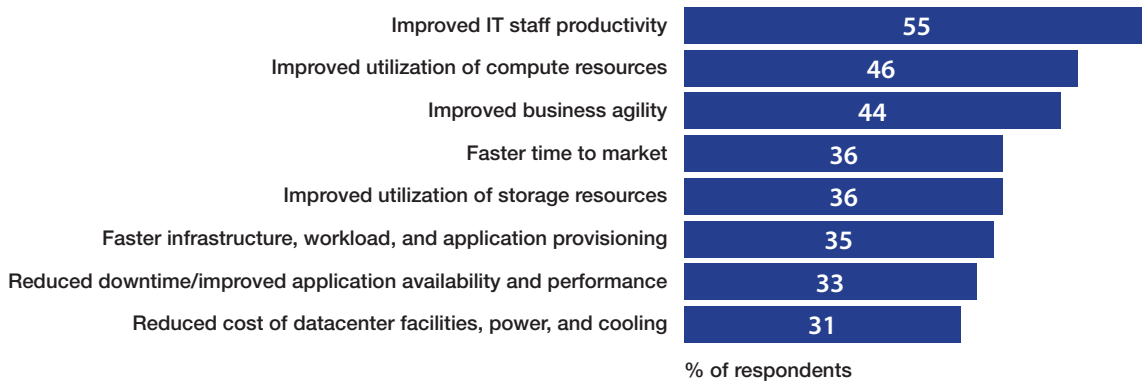 Improved IT staff productivity 55
Improved utilization of compute resources 46
Improved business agility 44
Faster time to market 36
Improved utilization of storage resources 36
Faster infrastructure, workload, and application provisioning 35
Reduced downtime/improved application availability and performance 33
Reduced cost of datacenter facilities, power, and cooling 31
% of respondents